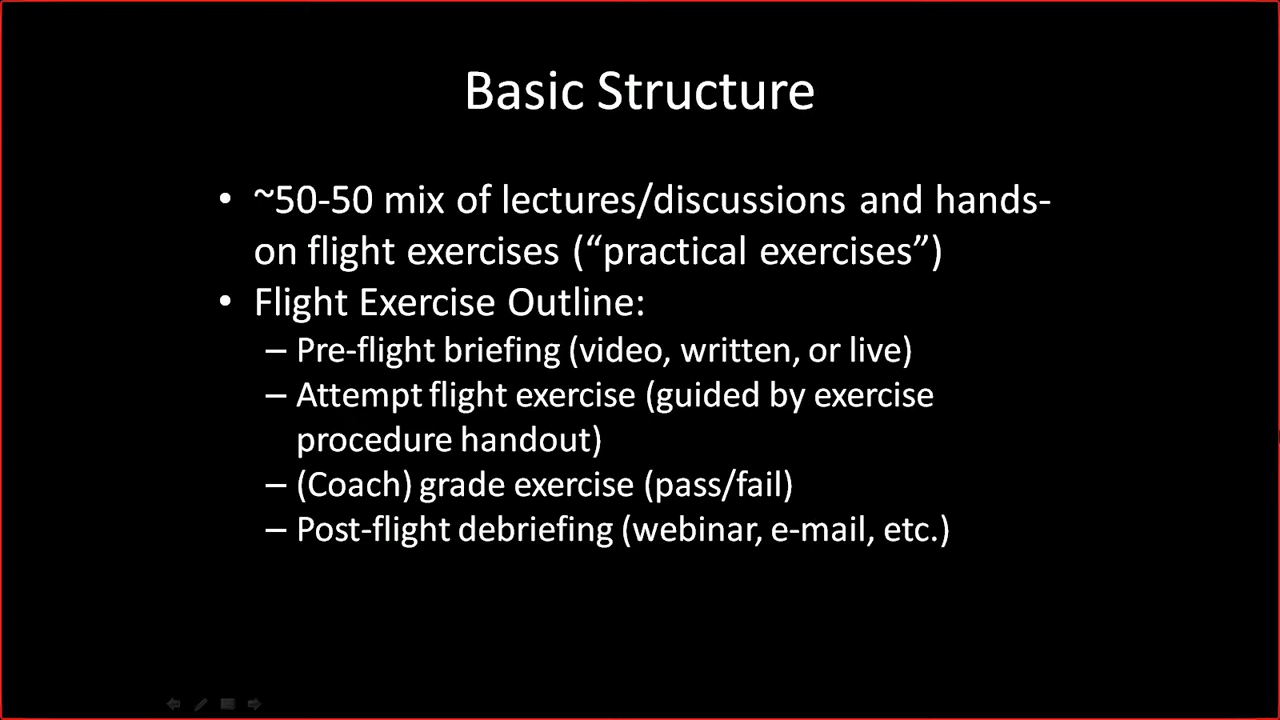 Basic Structure
• ~50-50 mix of lectures/discussions and hands-
on flight exercises (“practical exercises”)
• Flight Exercise Outline:
– Pre-flight briefing (video, written, or live)
– Attempt flight exercise (guided by exercise
procedure handout)
– (Coach) grade exercise (pass/fail)
– Post-flight debriefing (webinar, e-mail, etc.)